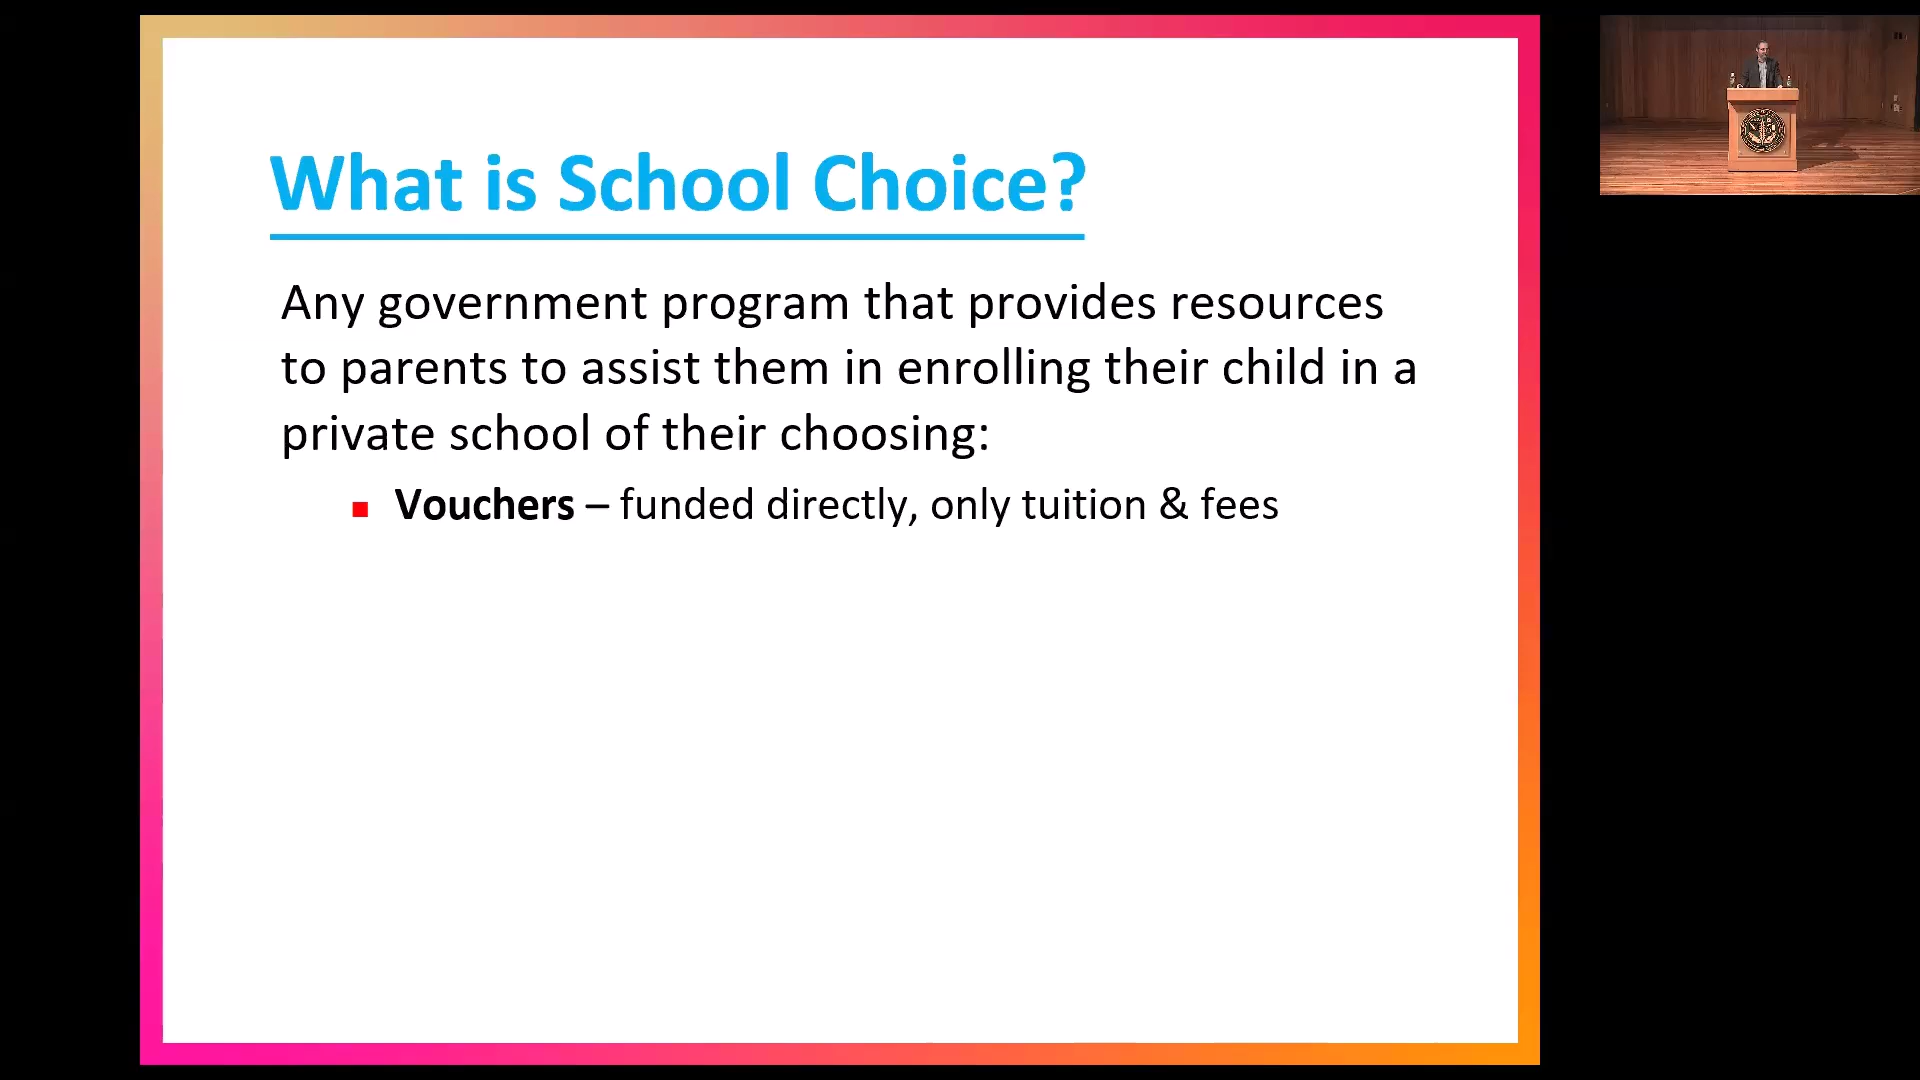 What is School Choice?
Any government program that provides resources
to parents to assist them in enrolling their child in a
private school of their choosing:
Vouchers – funded directly, only tuition & fees